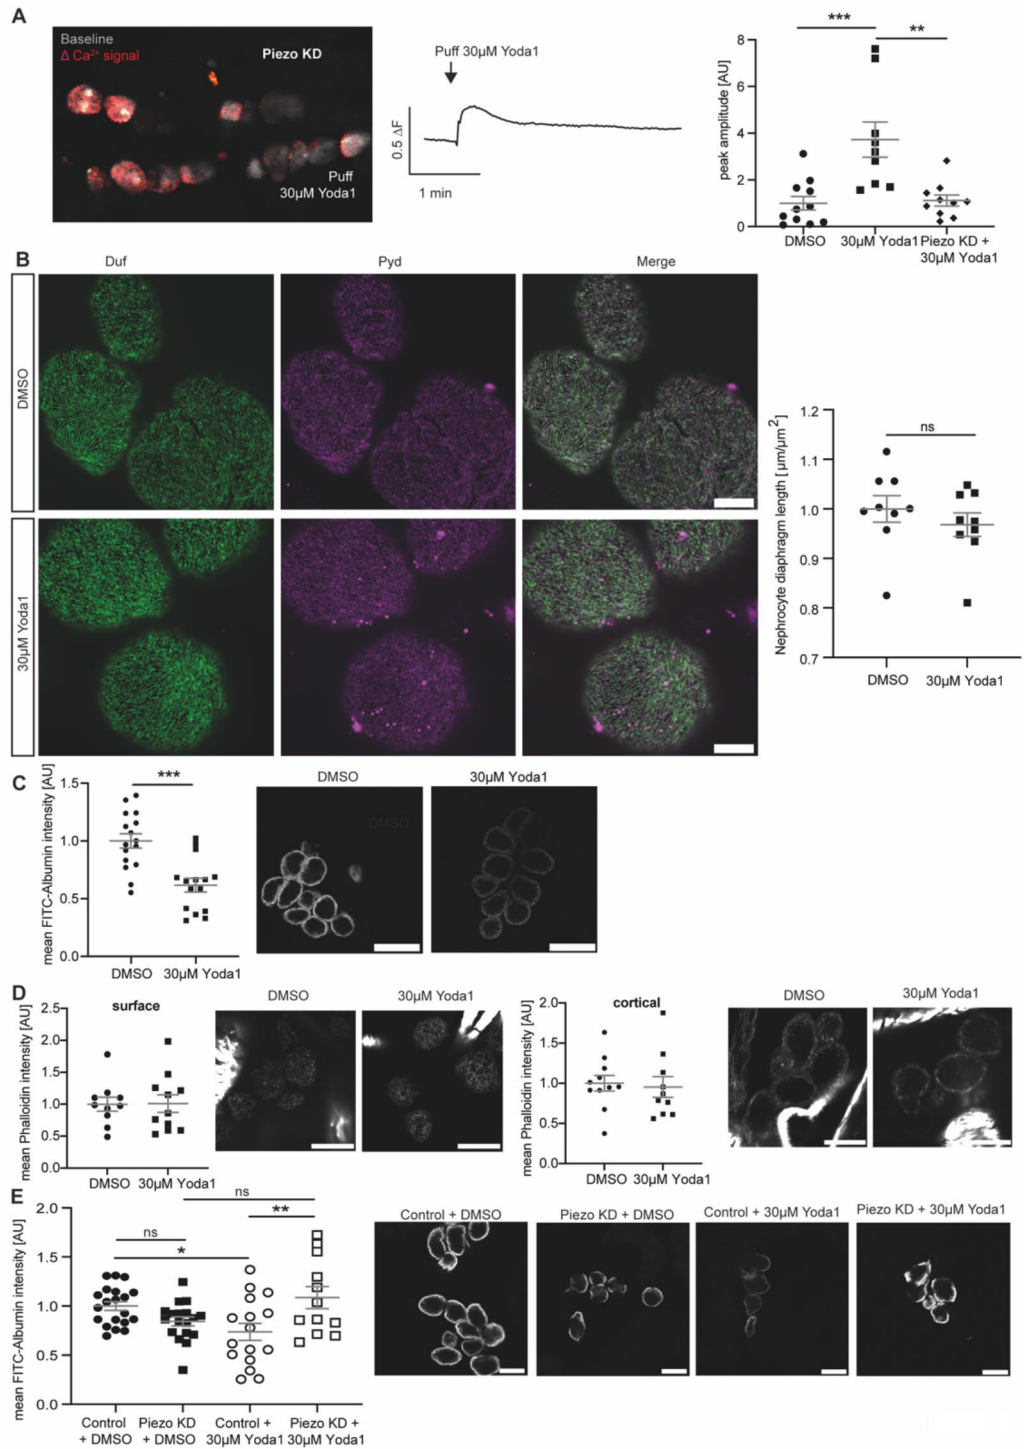 A
Baseline
Δ Ca²⁺ signal
Piezo KD
Puff
30µM Yoda1
Puff 30µM Yoda1
0.5 ΔF
1 min
peak amplitude [AU]
8
6
4
2
0
***
**
DMSO
30µM Yoda1
Piezo KD +
30µM Yoda1
B
Duf
Pyd
Merge
DMSO
30µM Yoda1
Nephrocyte diaphragm length [ µm/µm²]
1.2
1.1
1.0
0.9
0.8
0.7
ns
DMSO
30µM Yoda1
C
mean FITC-Albumin intensity [AU]
1.5
1.0
0.5
0.0
***
DMSO
30µM Yoda1
DMSO
DMSO
30µM Yoda1
D
mean Phalloidin intensity [AU]
2.5
2.0
1.5
1.0
0.5
0.0
surface
DMSO
30µM Yoda1
DMSO
30µM Yoda1
mean Phalloidin intensity [AU]
2.0
1.5
1.0
0.5
0.0
cortical
DMSO
30µM Yoda1
DMSO
30µM Yoda1
E
mean FITC-Albumin intensity [AU]
2.0
1.5
1.0
0.5
0.0
ns
**
ns
*
Control
+ DMSO
Piezo KD
+ DMSO
Control +
30µM Yoda1
Piezo KD +
30µM Yoda1
Control + DMSO
Piezo KD + DMSO
Control + 30µM Yoda1
Piezo KD + 30µM Yoda1